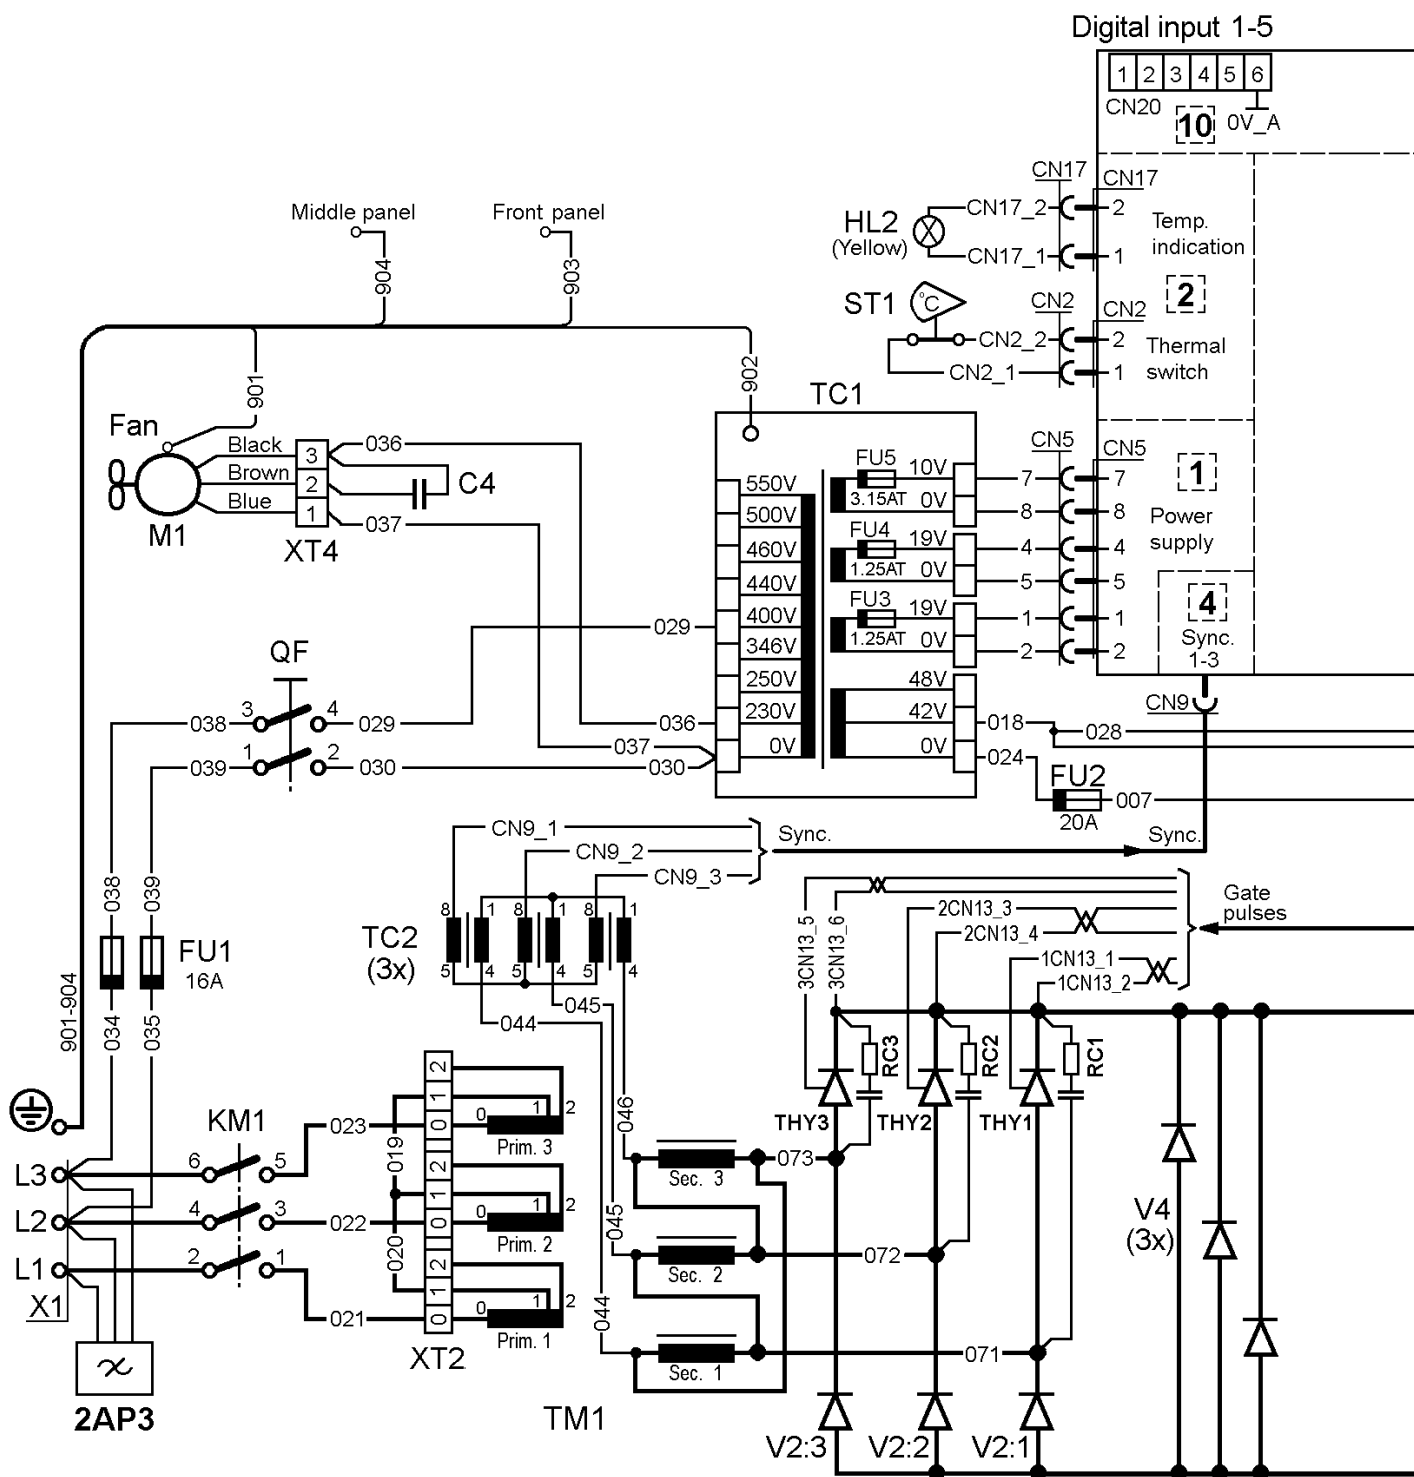 Digital input 1-5
1 2 3 4 5 6
CN20
10
0V_A
CN17
CN17
Middle panel
Front panel
HL2
(Yellow)
CN17_2
2
Temp.
indication
CN17_1
1
904
903
2
ST1
°C
CN2
CN2
CN2_2
2
Thermal
switch
CN2_1
1
901
902
TC1
Fan
Black
Brown
Blue
3
2
1
036
C4
037
M1
XT4
550V
500V
460V
440V
400V
346V
250V
230V
0V
FU5
3.15AT
10V
0V
FU4
1.25AT
19V
0V
FU3
1.25AT
19V
0V
48V
42V
0V
CN5
CN5
7
7
8
8
4
4
5
5
1
1
2
2
1
Power
supply
4
Sync.
1-3
CN9
029
036
037
030
018
028
024
FU2
20A
007
QF
038
3
4
029
039
1
2
030
CN9_1
CN9_2
CN9_3
Sync.
Sync.
038
039
FU1
16A
901-904
034
035
TC2
(3x)
8
1
8
1
8
1
5
4
5
4
5
4
044
045
3CN13_5
3CN13_6
2CN13_3
2CN13_4
1CN13_1
1CN13_2
Gate
pulses
RC3
RC2
RC1
THY3
THY2
THY1
KM1
023
2
1
0
0
1
2
Prim. 3
019
046
L3
6
5
Sec. 3
073
L2
4
3
022
2
1
0
0
1
2
Prim. 2
045
V4
(3x)
020
Sec. 2
072
L1
2
1
X1
021
2
1
0
0
1
2
Prim. 1
044
Sec. 1
071
XT2
2AP3
TM1
V2:3
V2:2
V2:1